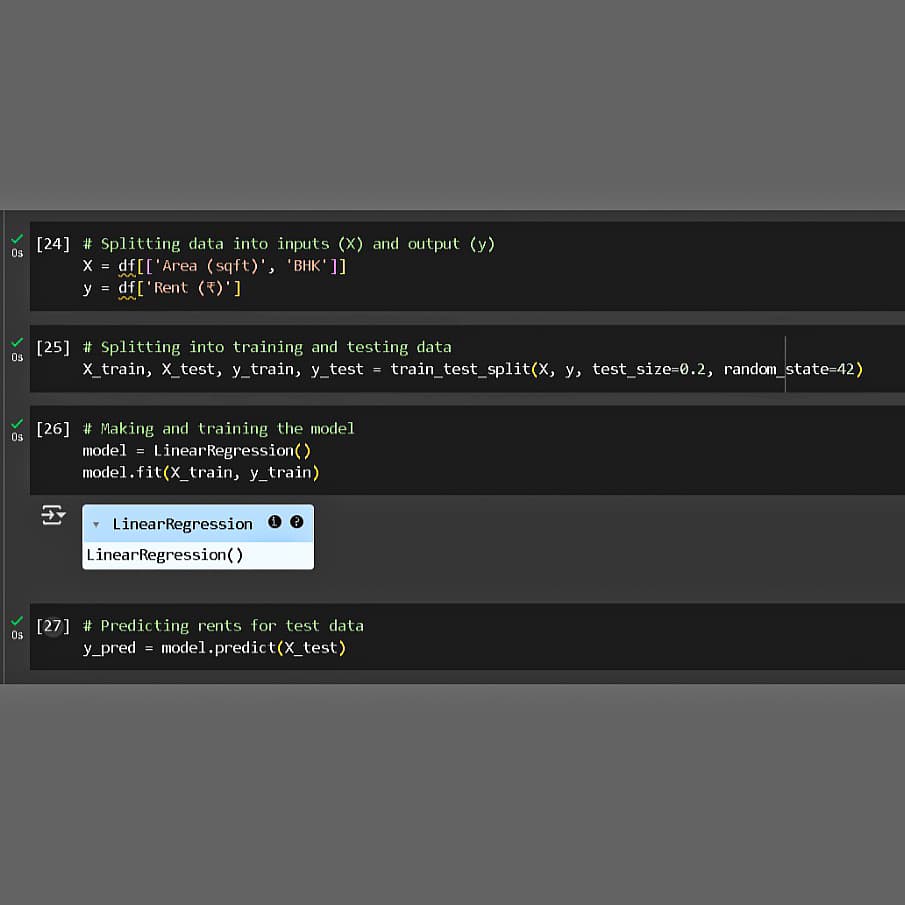 [24] # Splitting data into inputs (X) and output (y)
X = df[['Area (sqft)', 'BHK']]
y = df['Rent (₹)']
0s
[25] # Splitting into training and testing data
X_train, X_test, y_train, y_test = train_test_split(X, y, test_size=0.2, random_state=42)
0s
[26] # Making and training the model
0s
model = LinearRegression()
model.fit(X_train, y_train)
LinearRegression
LinearRegression()
[27] # Predicting rents for test data
0s
y_pred = model.predict(X_test)